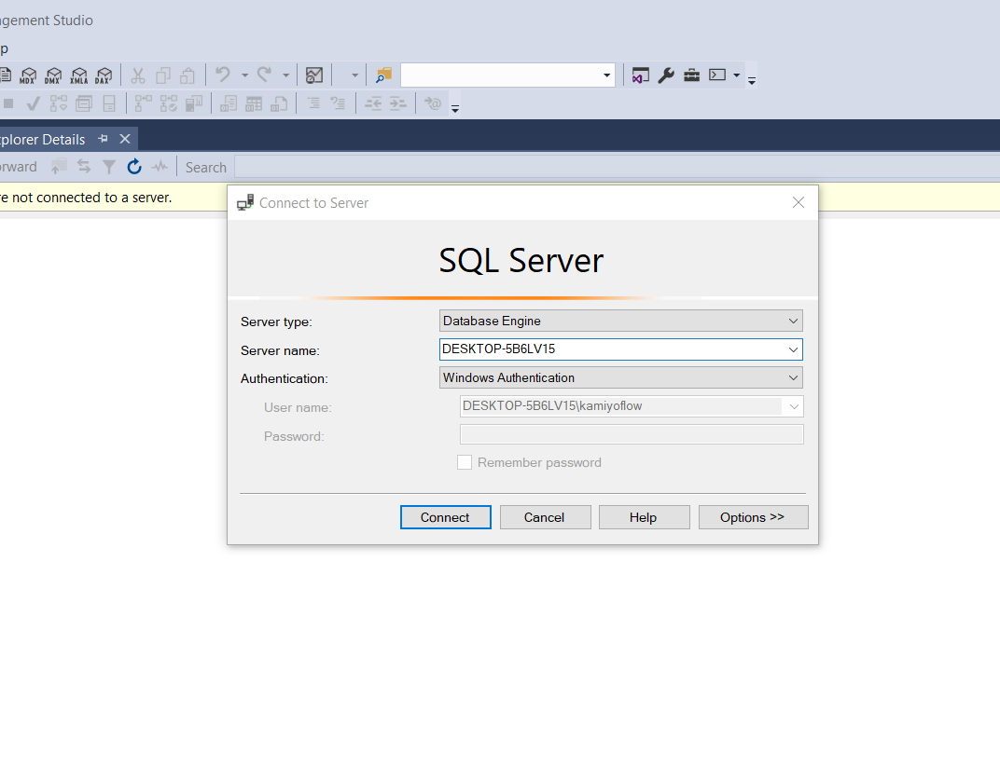 gement Studio
p
MDX DMX XMLA DAX
plorer Details
rward
Search
re not connected to a server.
Connect to Server
SQL Server
Server type: Database Engine
Server name: DESKTOP-5B6LV15
Authentication: Windows Authentication
User name: DESKTOP-5B6LV15\kamiyoflow
Password:
Remember password
Connect Cancel Help Options >>